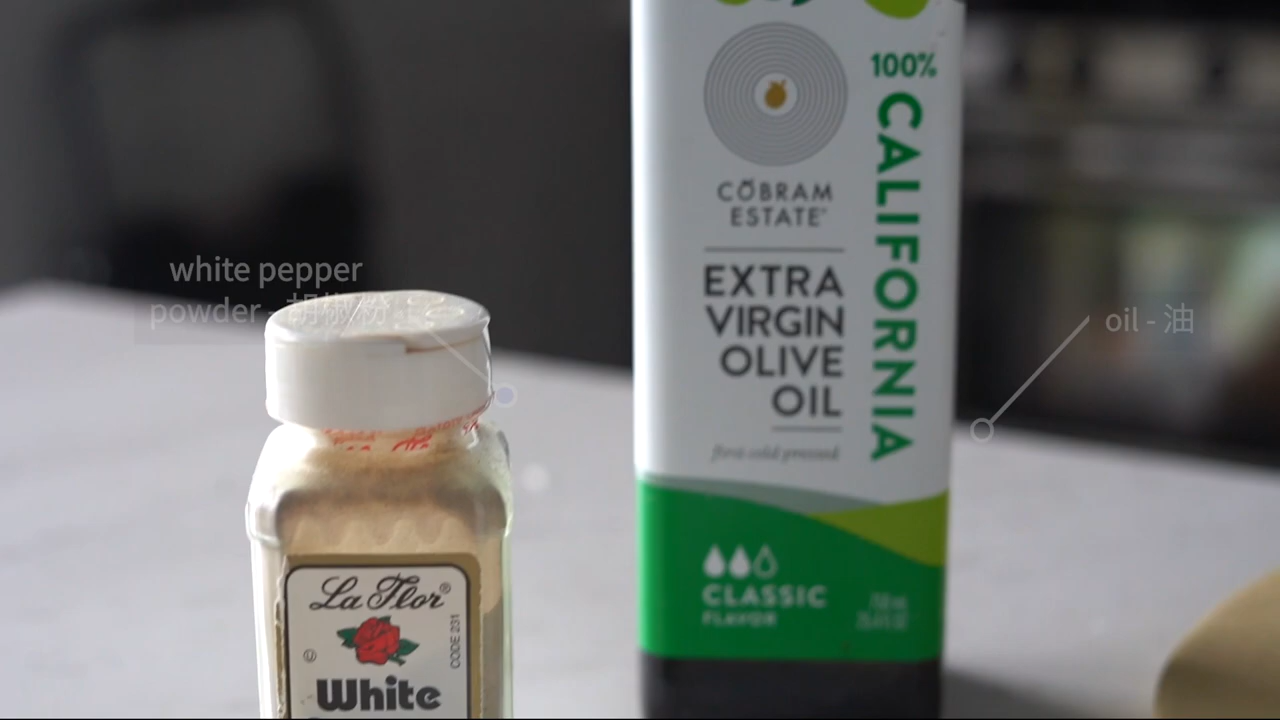 white pepper
powder - 胡椒粉
La Flor®
CODE 231
White
CŌBRAM
ESTATE
EXTRA
VIRGIN
OLIVE
OIL
first cold pressed
100%
CALIFORNIA
CLASSIC
FLAVOR
oil - 油